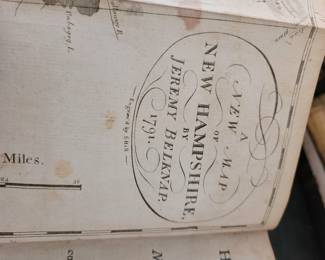 A
NEW MAP
OF
NEW HAMPSHIRE.
BY
JEREMY BELKNAP.
1791.
Miles.